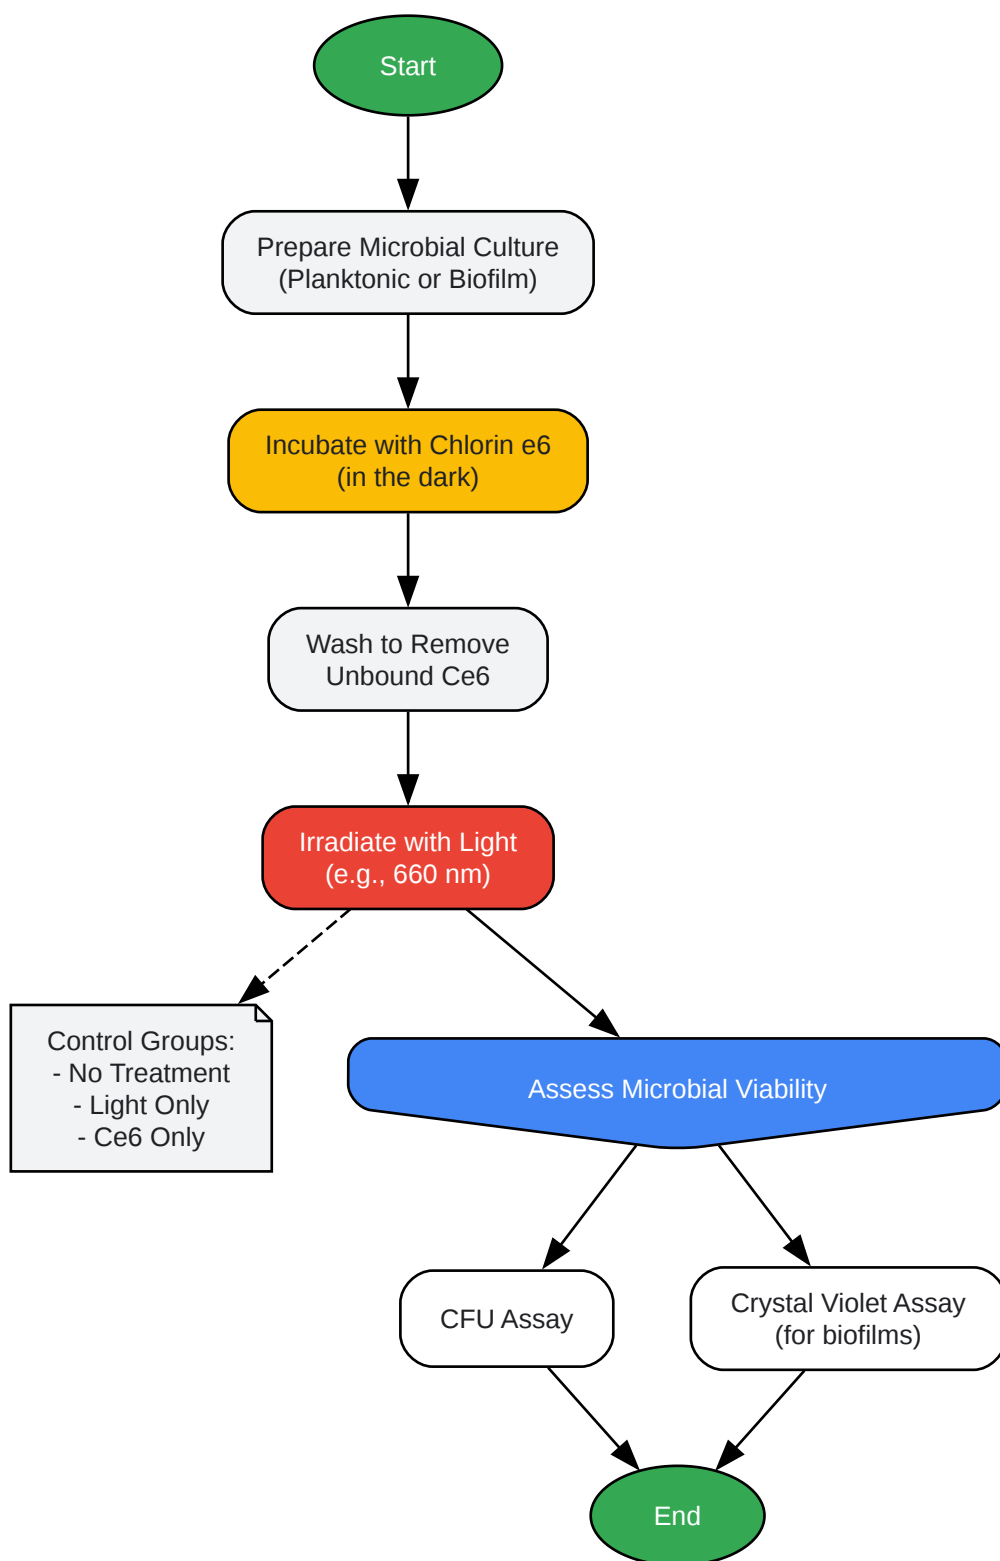 Start
Prepare Microbial Culture
(Planktonic or Biofilm)
Incubate with Chlorin e6
(in the dark)
Wash to Remove
Unbound Ce6
Irradiate with Light
(e.g., 660 nm)
Control Groups:
- No Treatment
- Light Only
- Ce6 Only
Assess Microbial Viability
CFU Assay
Crystal Violet Assay
(for biofilms)
End